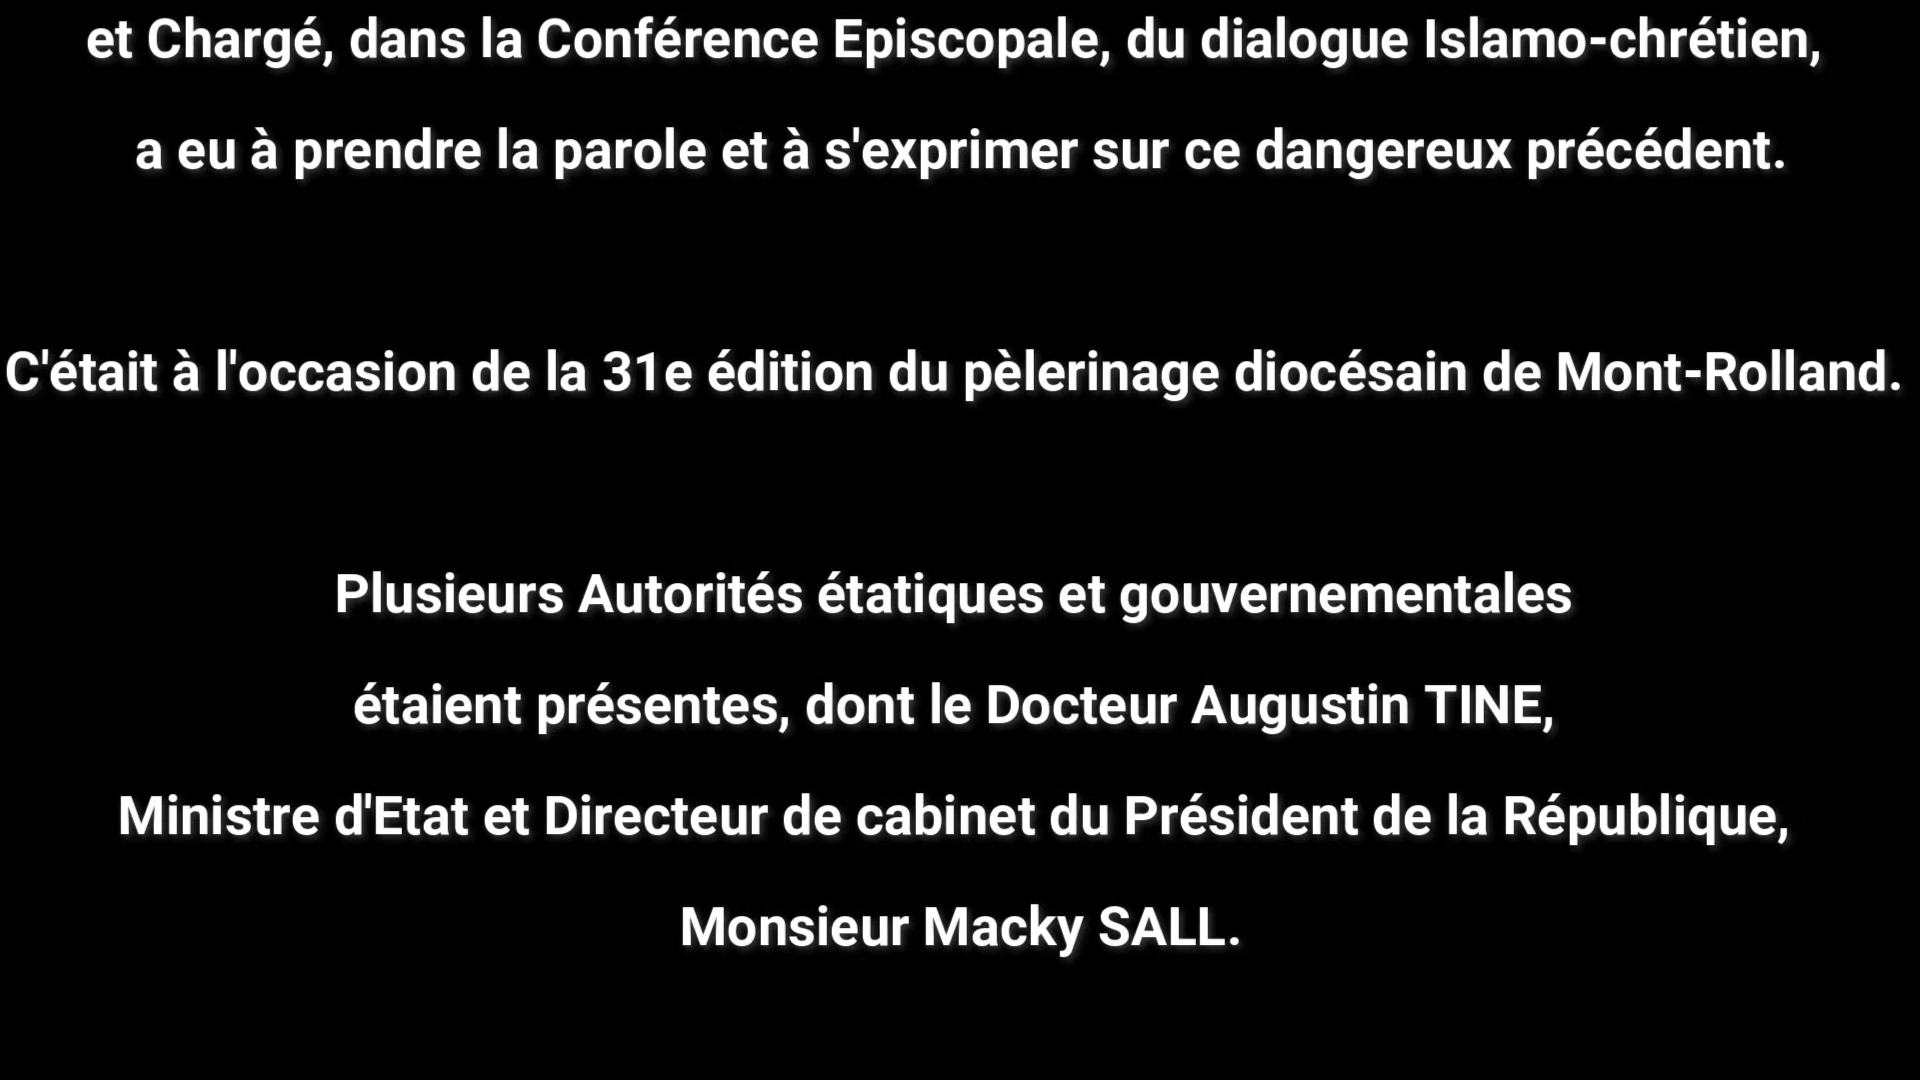 et Chargé, dans la Conférence Episcopale, du dialogue Islamo-chrétien,
a eu à prendre la parole et à s'exprimer sur ce dangereux précédent.
C'était à l'occasion de la 31e édition du pèlerinage diocésain de Mont-Rolland.
Plusieurs Autorités étatiques et gouvernementales
étaient présentes, dont le Docteur Augustin TINE,
Ministre d'Etat et Directeur de cabinet du Président de la République,
Monsieur Macky SALL.